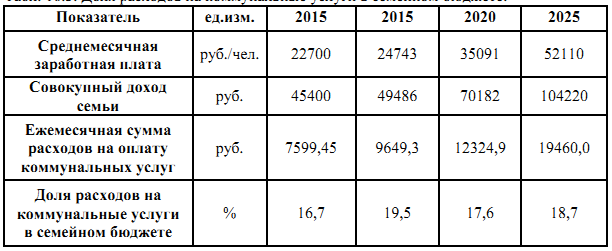 Показатель ед.изм. 2015 2015 2020 2025
Среднемесячная
заработная плата руб./чел. 22700 24743 35091 52110
Совокупный доход
семьи руб. 45400 49486 70182 104220
Ежемесячная сумма
расходов на оплату
коммунальных услуг руб. 7599,45 9649,3 12324,9 19460,0
Доля расходов на
коммунальные услуги
в семейном бюджете % 16,7 19,5 17,6 18,7